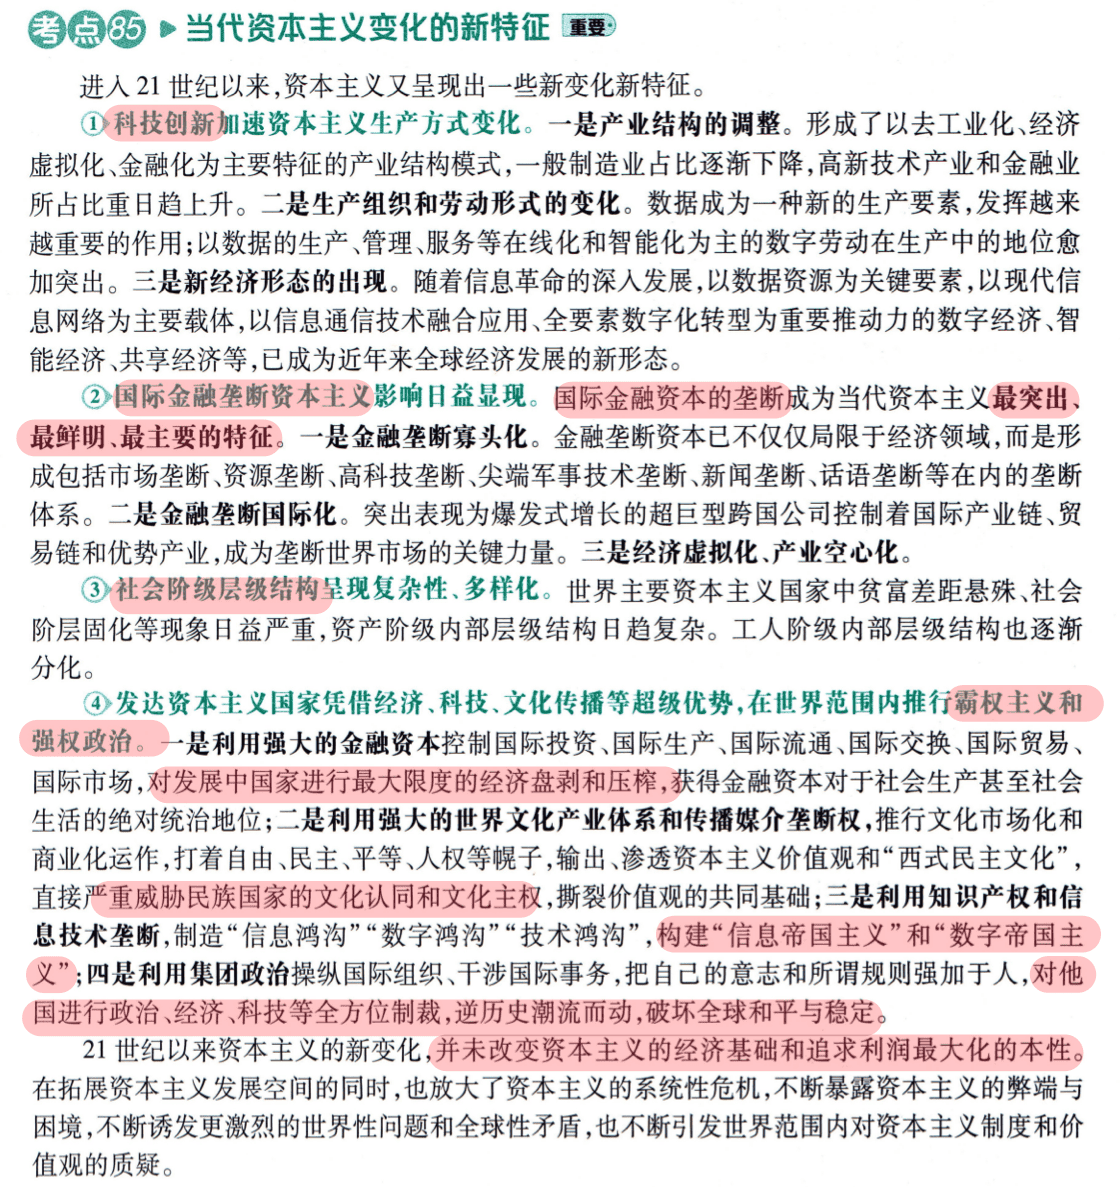 考点85 当代资本主义变化的新特征 重要
进入21世纪以来,资本主义又呈现出一些新变化新特征。
①科技创新加速资本主义生产方式变化。一是产业结构的调整。形成了以去工业化、经济
虚拟化、金融化为主要特征的产业结构模式,一般制造业占比逐渐下降,高新技术产业和金融业
所占比重日趋上升。二是生产组织和劳动形式的变化。数据成为一种新的生产要素,发挥越来
越重要的作用;以数据的生产、管理、服务等在线化和智能化为主的数字劳动在生产中的地位愈
加突出。三是新经济形态的出现。随着信息革命的深入发展,以数据资源为关键要素,以现代信
息网络为主要载体,以信息通信技术融合应用、全要素数字化转型为重要推动力的数字经济、智
能经济、共享经济等,已成为近年来全球经济发展的新形态。
②国际金融垄断资本主义影响日益显现。国际金融资本的垄断成为当代资本主义最突出、
最鲜明、最主要的特征。一是金融垄断寡头化。金融垄断资本已不仅仅局限于经济领域,而是形
成包括市场垄断、资源垄断、高科技垄断、尖端军事技术垄断、新闻垄断、话语垄断等在内的垄断
体系。二是金融垄断国际化。突出表现为爆发式增长的超巨型跨国公司控制着国际产业链、贸
易链和优势产业,成为垄断世界市场的关键力量。三是经济虚拟化、产业空心化。
③社会阶级层级结构呈现复杂性、多样化。世界主要资本主义国家中贫富差距悬殊、社会
阶层固化等现象日益严重,资产阶级内部层级结构日趋复杂。工人阶级内部层级结构也逐渐
分化。
④发达资本主义国家凭借经济、科技、文化传播等超级优势,在世界范围内推行霸权主义和
强权政治。一是利用强大的金融资本控制国际投资、国际生产、国际流通、国际交换、国际贸易、
国际市场,对发展中国家进行最大限度的经济盘剥和压榨,获得金融资本对于社会生产甚至社会
生活的绝对统治地位;二是利用强大的世界文化产业体系和传播媒介垄断权,推行文化市场化和
商业化运作,打着自由、民主、平等、人权等幌子,输出、渗透资本主义价值观和“西式民主文化”,
直接严重威胁民族国家的文化认同和文化主权,撕裂价值观的共同基础;三是利用知识产权和信
息技术垄断,制造“信息鸿沟”“数字鸿沟”“技术鸿沟”,构建“信息帝国主义”和“数字帝国主
义”;四是利用集团政治操纵国际组织、干涉国际事务,把自己的意志和所谓规则强加于人,对他
国进行政治、经济、科技等全方位制裁,逆历史潮流而动,破坏全球和平与稳定。
21世纪以来资本主义的新变化,并未改变资本主义的经济基础和追求利润最大化的本性。
在拓展资本主义发展空间的同时,也放大了资本主义的系统性危机,不断暴露资本主义的弊端与
困境,不断诱发更激烈的世界性问题和全球性矛盾,也不断引发世界范围内对资本主义制度和价
值观的质疑。